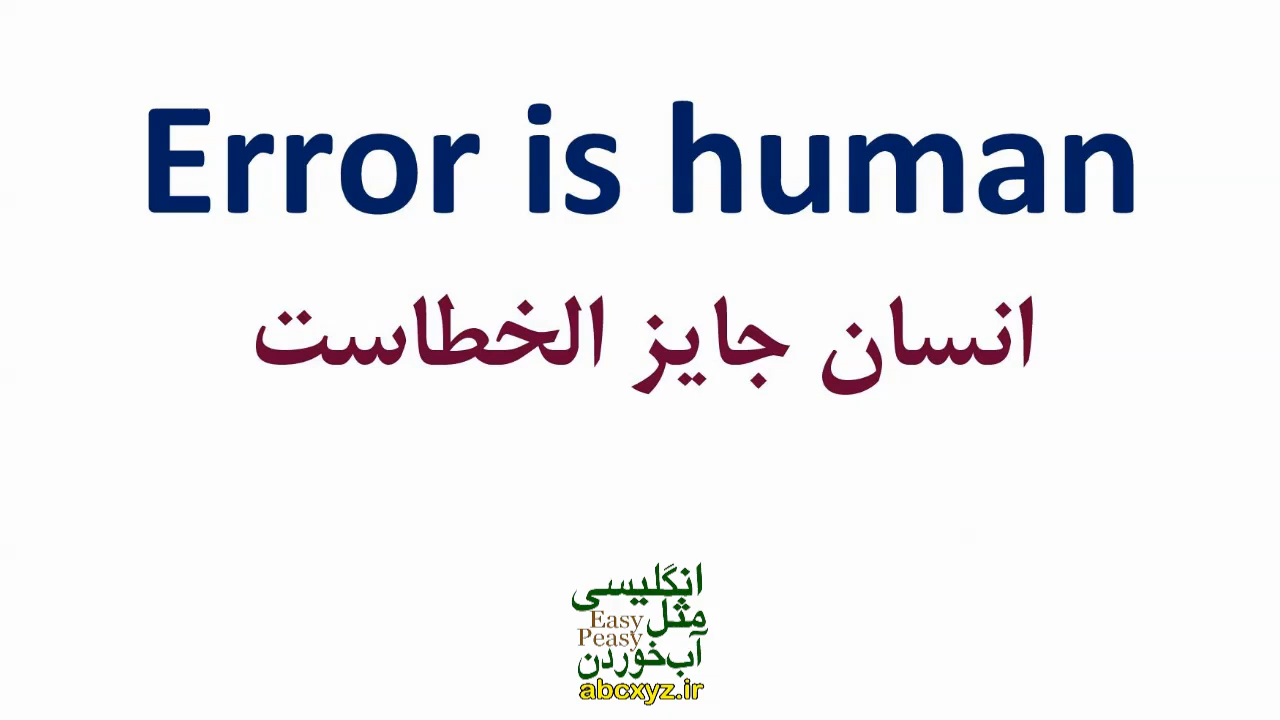 Error is human
انسان جایز الخطاست
انگلیسی
مثل
Easy
Peasy
آب‌خوردن
abcxyz.ir